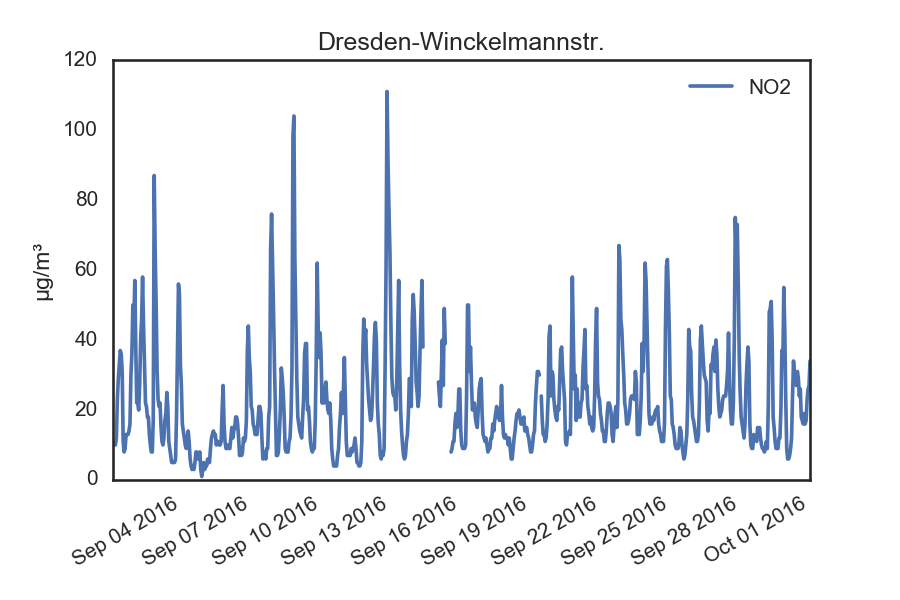 Dresden-Winckelmannstr.
120
100
80
60
40
20
0
µg/m³
NO2
Sep 04 2016
Sep 07 2016
Sep 10 2016
Sep 13 2016
Sep 16 2016
Sep 19 2016
Sep 22 2016
Sep 25 2016
Sep 28 2016
Oct 01 2016